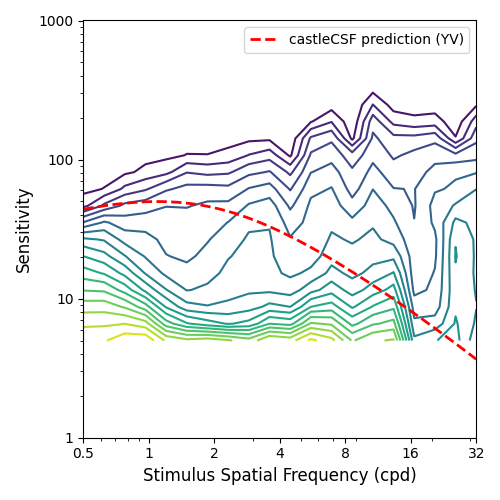 1000
castleCSF prediction (YV)
100
Sensitivity
10
1
0.5 1 2 4 8 16 32
Stimulus Spatial Frequency (cpd)